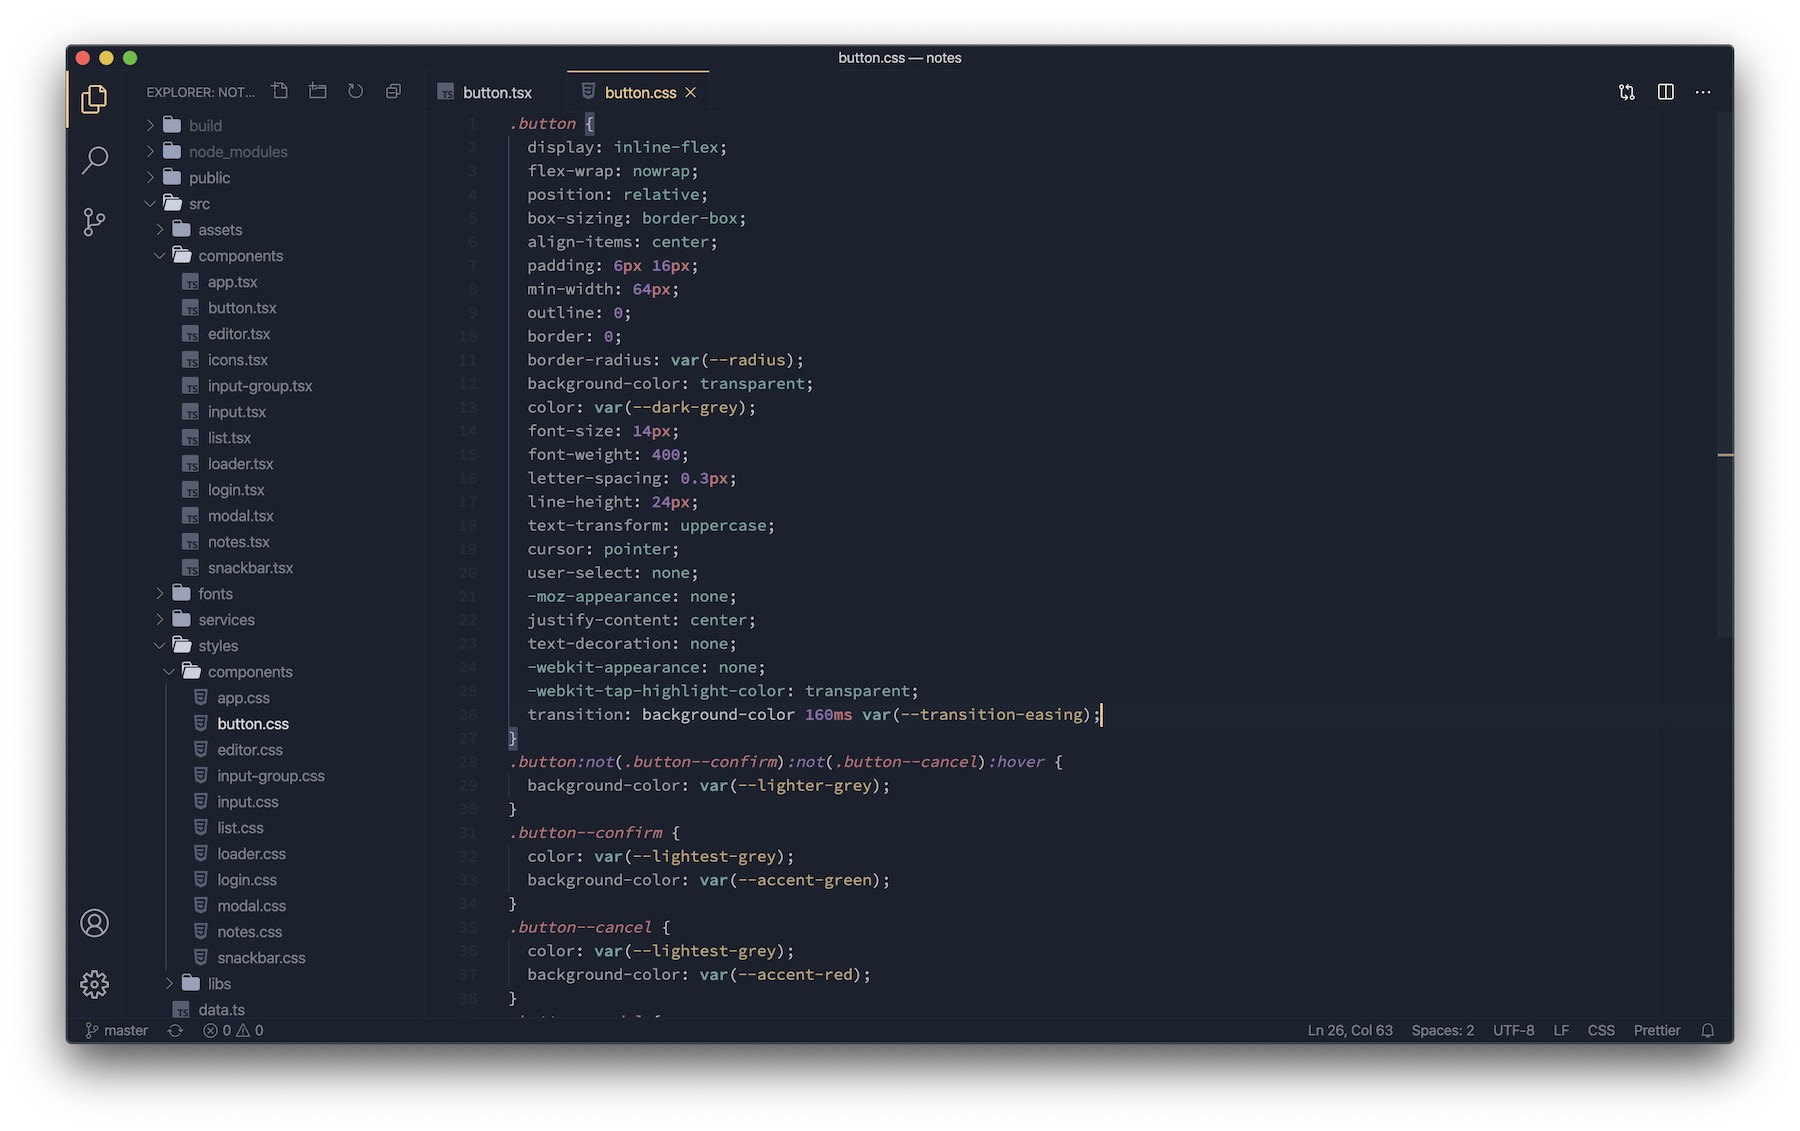 button.css — notes
EXPLORER: NOT...
build
node_modules
public
src
assets
components
app.tsx
button.tsx
editor.tsx
icons.tsx
input-group.tsx
input.tsx
list.tsx
loader.tsx
login.tsx
modal.tsx
notes.tsx
snackbar.tsx
fonts
services
styles
components
app.css
button.css
editor.css
input-group.css
input.css
list.css
loader.css
login.css
modal.css
notes.css
snackbar.css
libs
data.ts
button.tsx
button.css
1 .button {
2 display: inline-flex;
3 flex-wrap: nowrap;
4 position: relative;
5 box-sizing: border-box;
6 align-items: center;
7 padding: 6px 16px;
8 min-width: 64px;
9 outline: 0;
10 border: 0;
11 border-radius: var(--radius);
12 background-color: transparent;
13 color: var(--dark-grey);
14 font-size: 14px;
15 font-weight: 400;
16 letter-spacing: 0.3px;
17 line-height: 24px;
18 text-transform: uppercase;
19 cursor: pointer;
20 user-select: none;
21 -moz-appearance: none;
22 justify-content: center;
23 text-decoration: none;
24 -webkit-appearance: none;
25 -webkit-tap-highlight-color: transparent;
26 transition: background-color 160ms var(--transition-easing);
27 }
28 .button:not(.button--confirm):not(.button--cancel):hover {
29 background-color: var(--lighter-grey);
30 }
31 .button--confirm {
32 color: var(--lightest-grey);
33 background-color: var(--accent-green);
34 }
35 .button--cancel {
36 color: var(--lightest-grey);
37 background-color: var(--accent-red);
38 }
master
0 0
Ln 26, Col 63 Spaces: 2 UTF-8 LF CSS Prettier